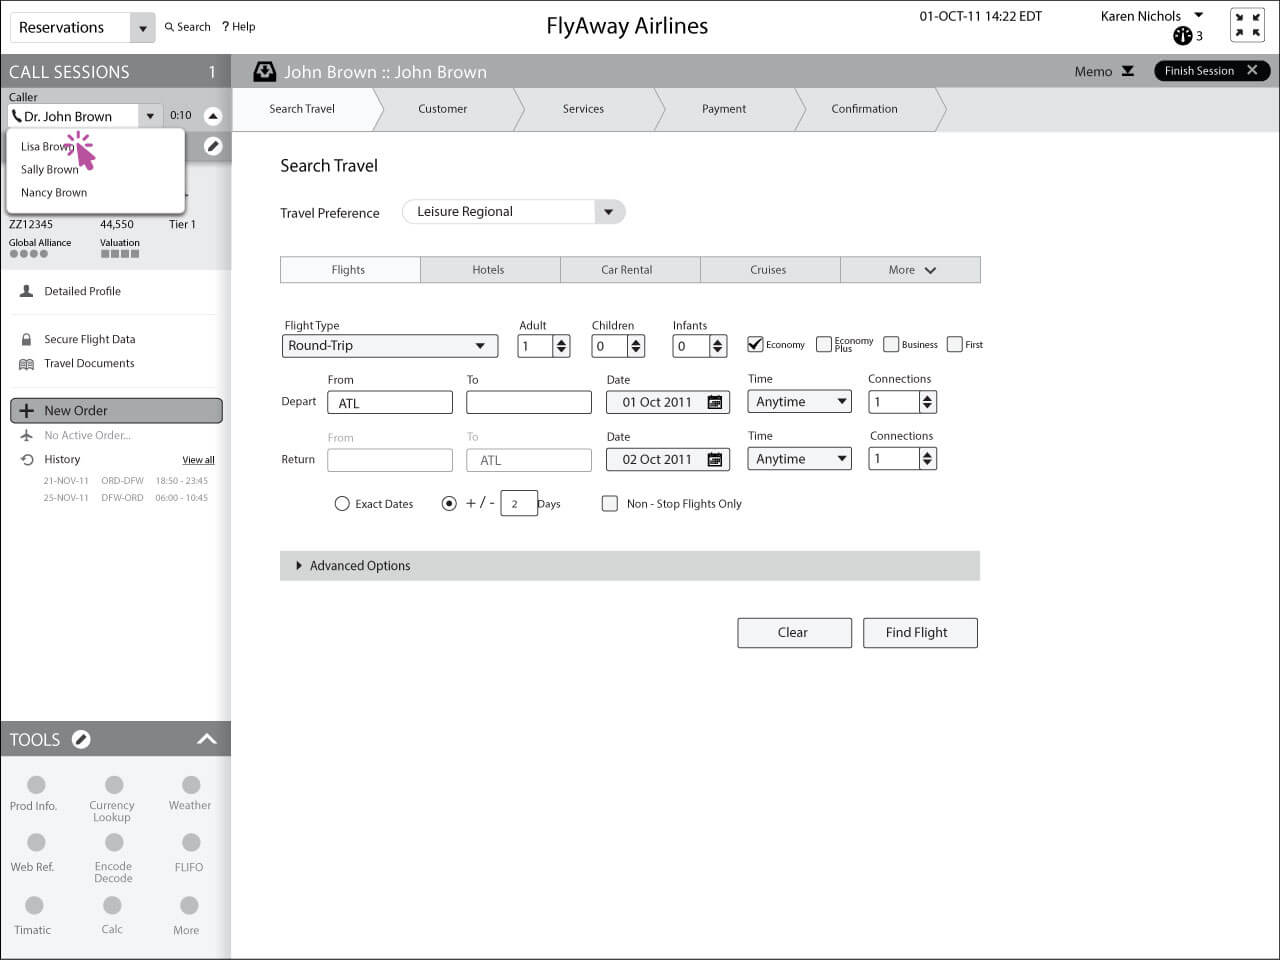 Reservations
Search
? Help
FlyAway Airlines
01-OCT-11 14:22 EDT
Karen Nichols
3
CALL SESSIONS 1
John Brown :: John Brown
Memo
Finish Session
Caller
Dr. John Brown
0:10
Lisa Brown
Sally Brown
Nancy Brown
ZZ12345 44,550 Tier 1
Global Alliance Valuation
Detailed Profile
Secure Flight Data
Travel Documents
New Order
No Active Order...
History View all
21-NOV-11 ORD-DFW 18:50 - 23:45
25-NOV-11 DFW-ORD 06:00 - 10:45
Search Travel
Customer
Services
Payment
Confirmation
Search Travel
Travel Preference
Leisure Regional
Flights
Hotels
Car Rental
Cruises
More
Flight Type Adult Children Infants
Round-Trip 1 0 0
Economy
Economy
Plus
Business
First
From To Date Time Connections
Depart ATL 01 Oct 2011 Anytime 1
From To Date Time Connections
Return ATL 02 Oct 2011 Anytime 1
Exact Dates
+ / - 2 Days
Non - Stop Flights Only
Advanced Options
Clear
Find Flight
TOOLS
Prod Info.
Currency
Lookup
Weather
Web Ref.
Encode
Decode
FLIFO
Timatic
Calc
More